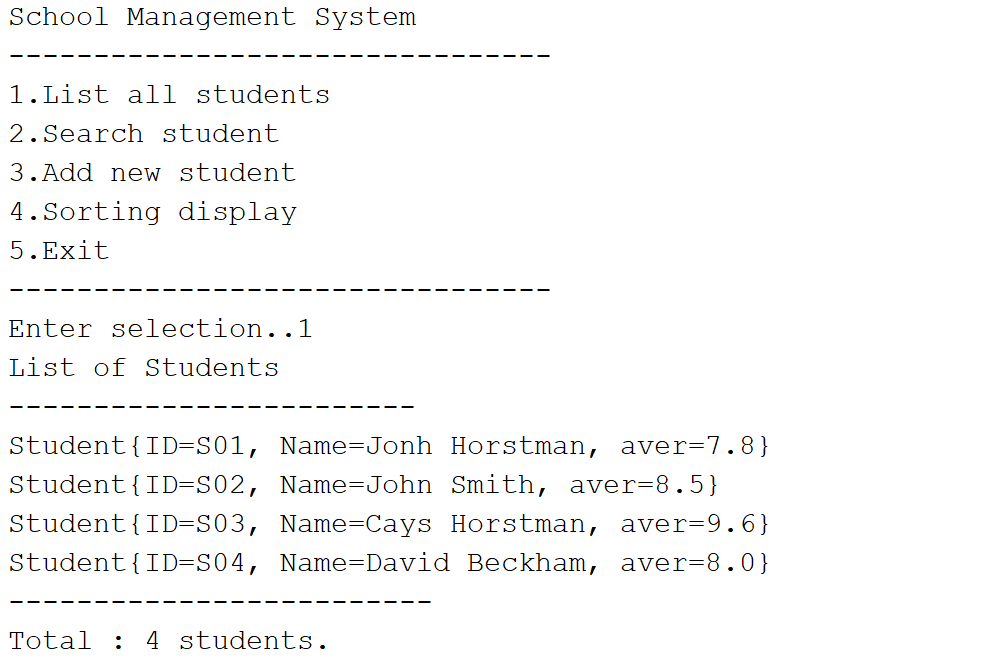 School Management System
--------------------------------
1.List all students
2.Search student
3.Add new student
4.Sorting display
5.Exit
--------------------------------
Enter selection..1
List of Students
------------------------
Student{ID=S01, Name=Jonh Horstman, aver=7.8}
Student{ID=S02, Name=John Smith, aver=8.5}
Student{ID=S03, Name=Cays Horstman, aver=9.6}
Student{ID=S04, Name=David Beckham, aver=8.0}
-------------------------
Total : 4 students.